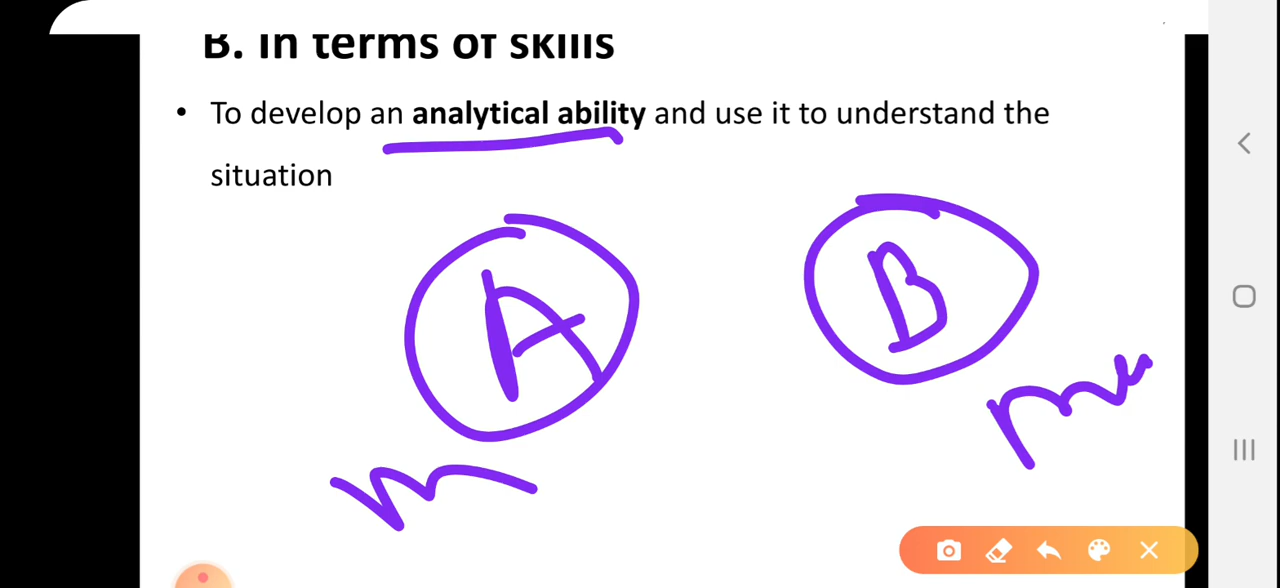 B. In terms of skills
• To develop an analytical ability and use it to understand the
situation
A
B